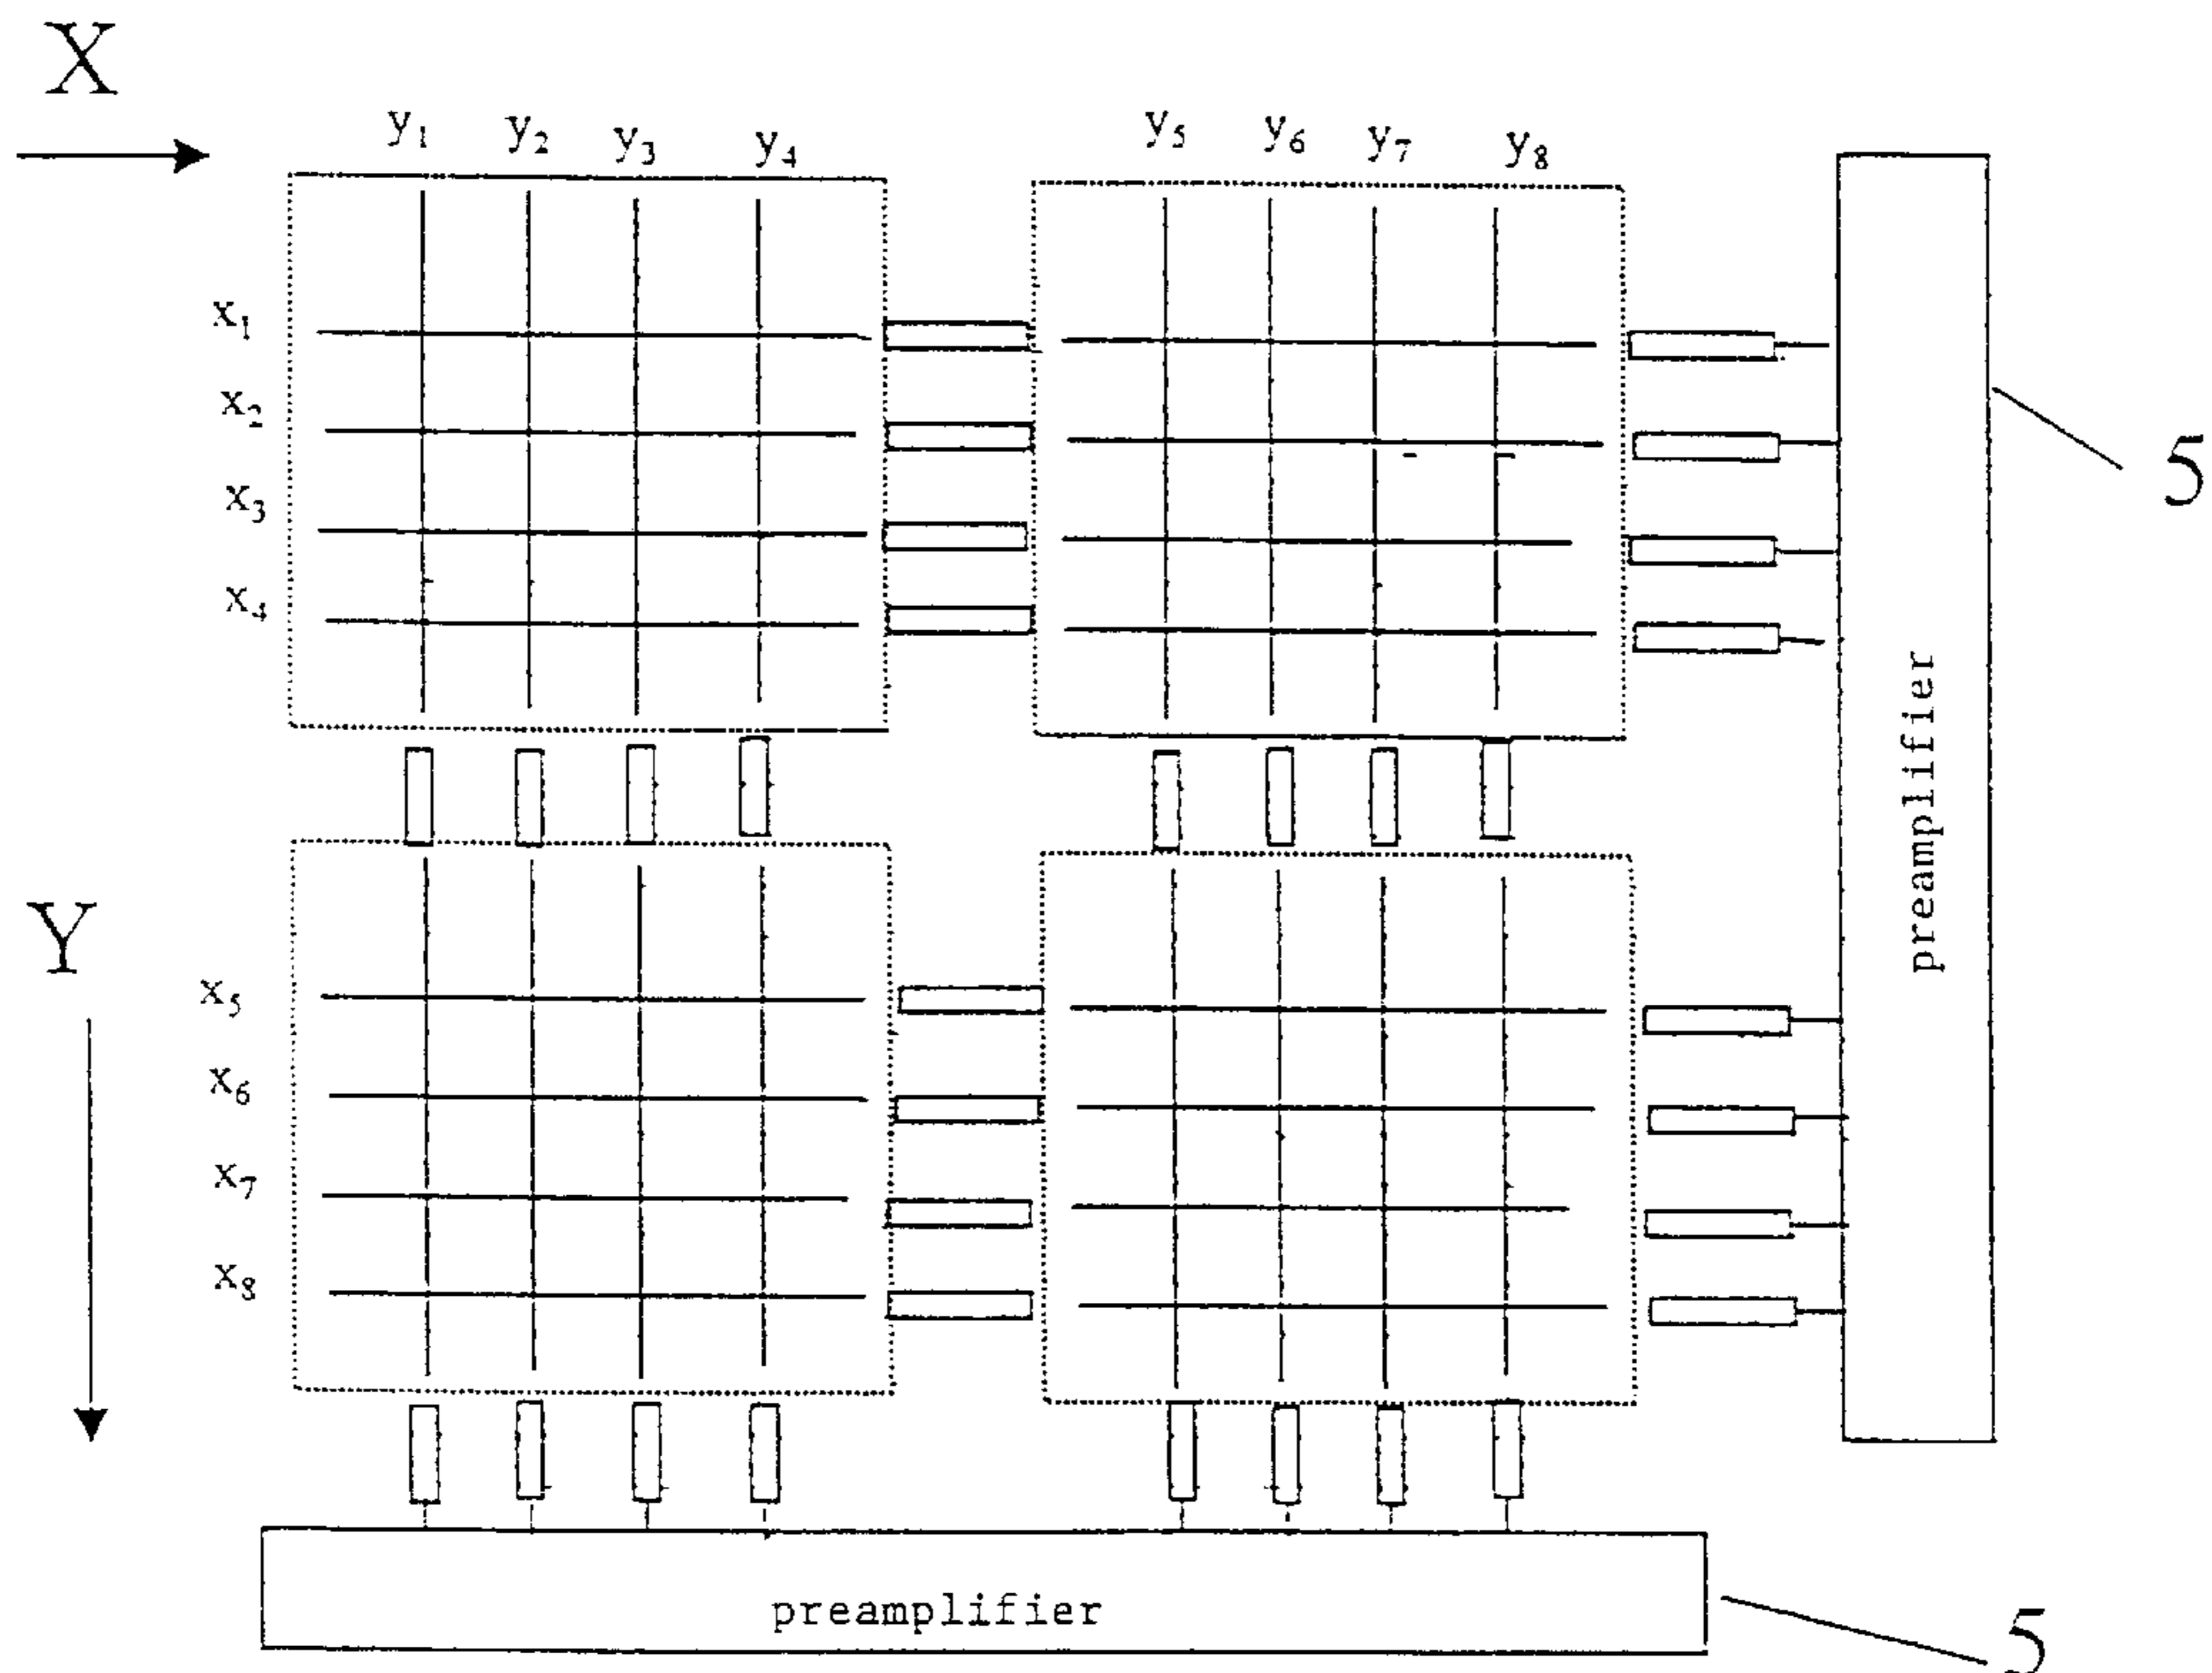 X
y₁ y₂ y₃ y₄ y₅ y₆ y₇ y₈
x₁
x₂
x₃
x₄
5
preamplifier
Y
x₅
x₆
x₇
x₈
preamplifier
5